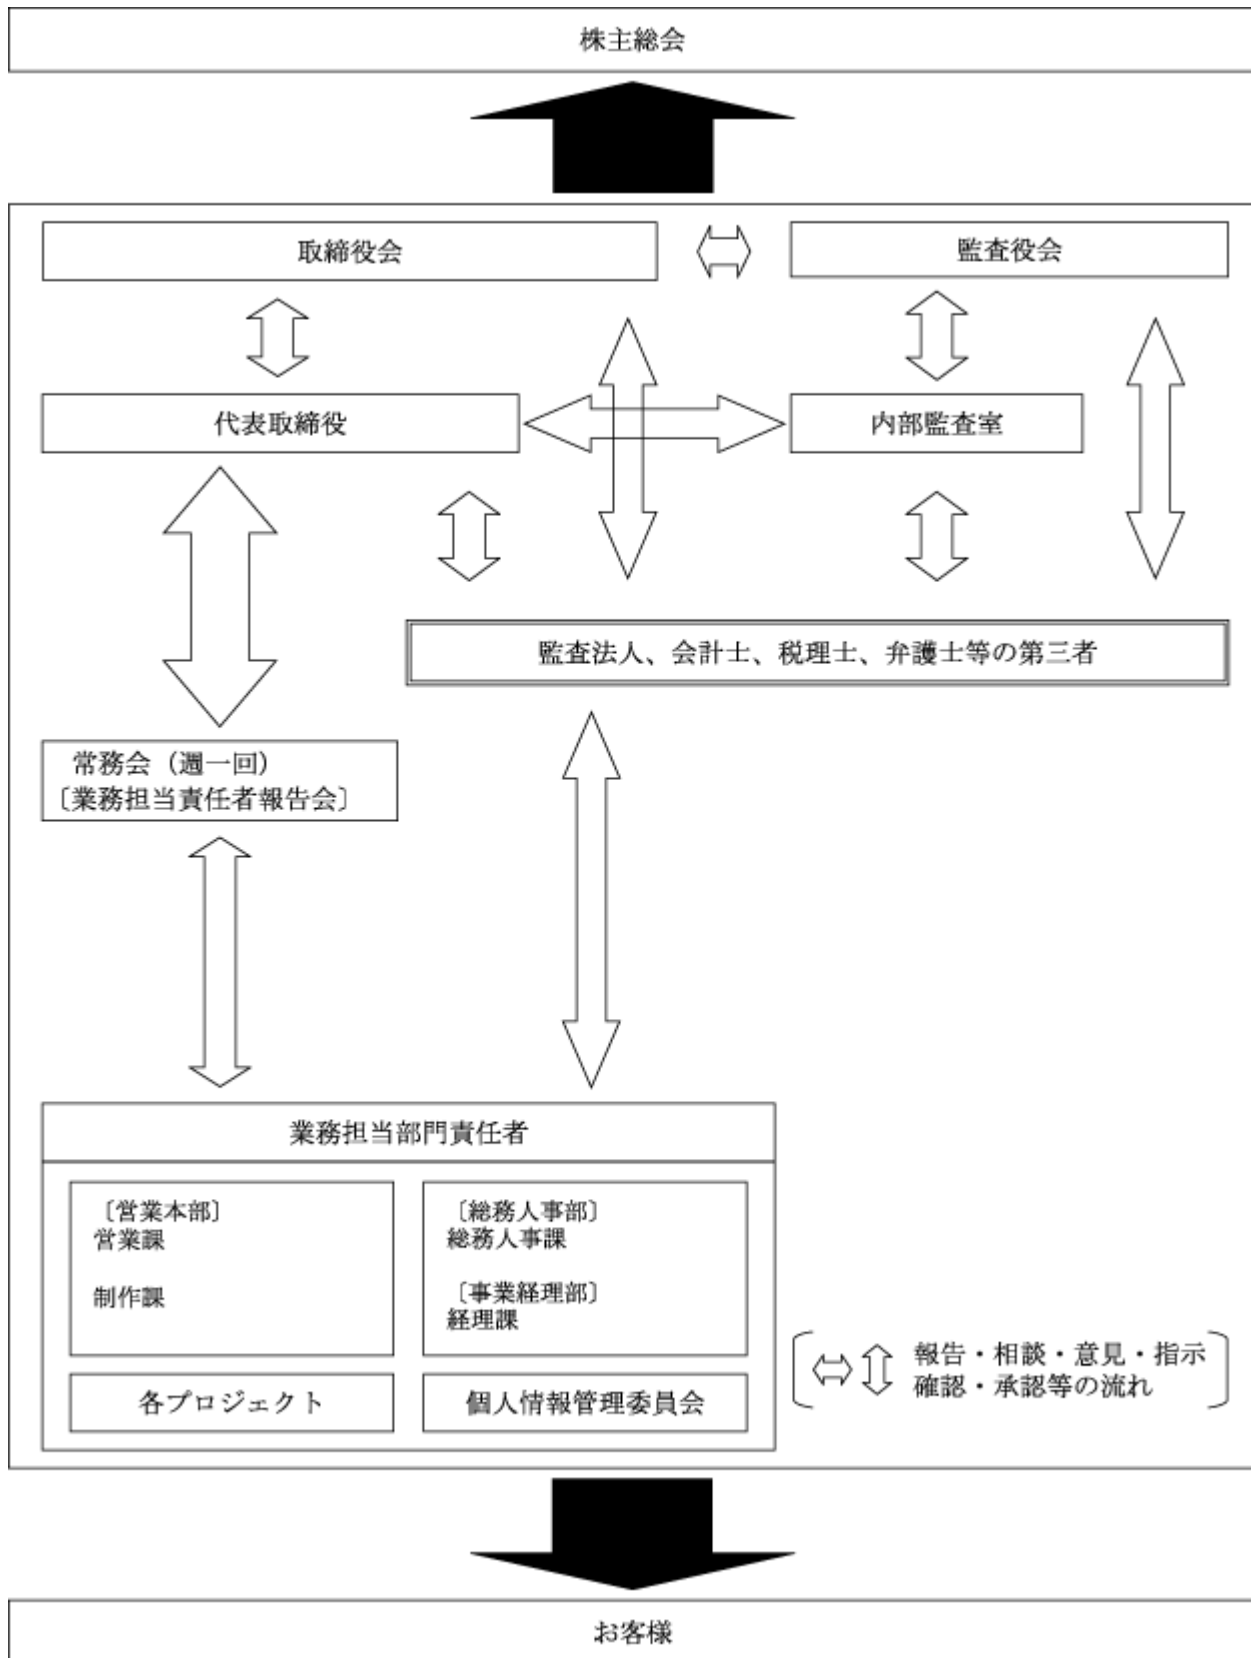 株主総会
取締役会
監査役会
代表取締役
内部監査室
監査法人、会計士、税理士、弁護士等の第三者
常務会（週一回）
〔業務担当責任者報告会〕
業務担当部門責任者
〔営業本部〕
営業課
制作課
〔総務人事部〕
総務人事課
〔事業経理部〕
経理課
各プロジェクト
個人情報管理委員会
報告・相談・意見・指示
確認・承認等の流れ
お客様